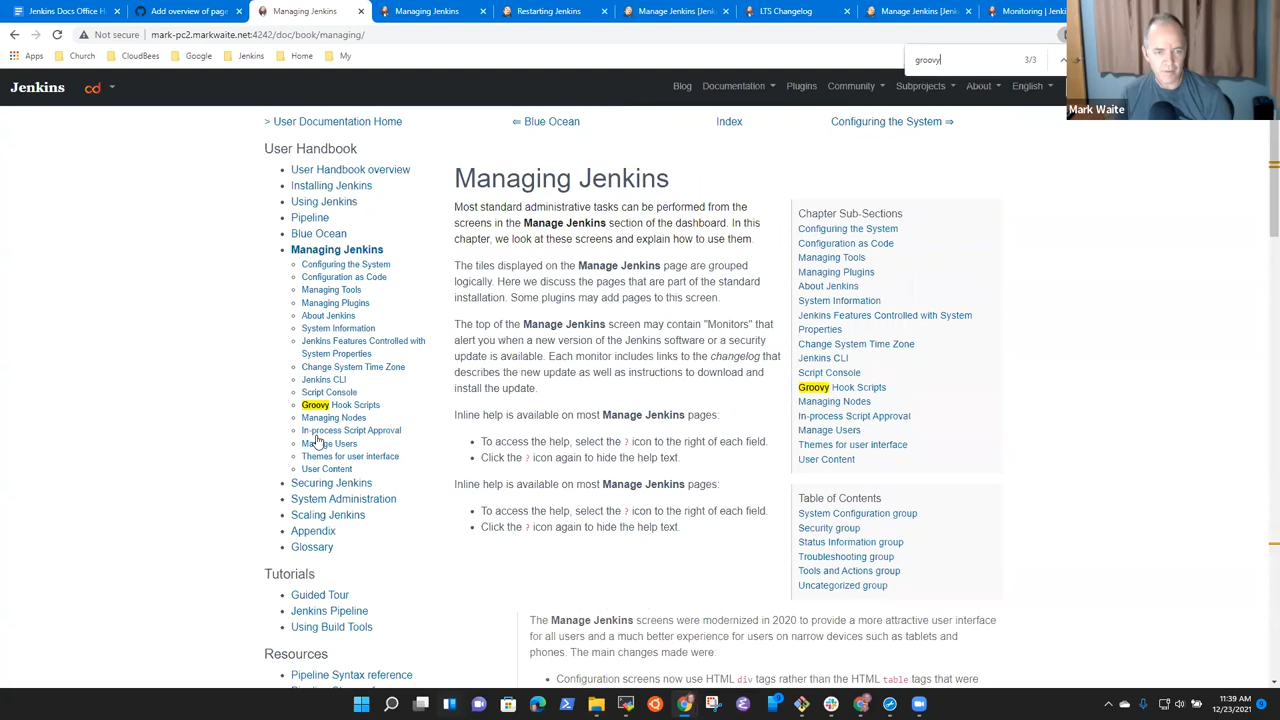 Jenkins Docs Office Hours
Add overview of page
Managing Jenkins
Managing Jenkins
Restarting Jenkins
Manage Jenkins [Jen
LTS Changelog
Manage Jenkins [Jen
Monitoring | Jenk
Not secure | mark-pc2.markwaite.net:4242/doc/book/managing/
Apps
Church
CloudBees
Google
Jenkins
Home
My
groovy
3/3
Mark Waite
Jenkins
cd
Blog
Documentation
Plugins
Community
Subprojects
About
English
> User Documentation Home
⇐ Blue Ocean
Index
Configuring the System ⇒
User Handbook
User Handbook overview
Installing Jenkins
Using Jenkins
Pipeline
Blue Ocean
Managing Jenkins
Configuring the System
Configuration as Code
Managing Tools
Managing Plugins
About Jenkins
System Information
Jenkins Features Controlled with
System Properties
Change System Time Zone
Jenkins CLI
Script Console
Groovy Hook Scripts
Managing Nodes
In-process Script Approval
Manage Users
Themes for user interface
User Content
Securing Jenkins
System Administration
Scaling Jenkins
Appendix
Glossary
Tutorials
Guided Tour
Jenkins Pipeline
Using Build Tools
Resources
Pipeline Syntax reference
Managing Jenkins
Most standard administrative tasks can be performed from the
screens in the Manage Jenkins section of the dashboard. In this
chapter, we look at these screens and explain how to use them.
The tiles displayed on the Manage Jenkins page are grouped
logically. Here we discuss the pages that are part of the standard
installation. Some plugins may add pages to this screen.
The top of the Manage Jenkins screen may contain "Monitors" that
alert you when a new version of the Jenkins software or a security
update is available. Each monitor includes links to the changelog that
describes the new update as well as instructions to download and
install the update.
Inline help is available on most Manage Jenkins pages:
To access the help, select the ? icon to the right of each field.
Click the ? icon again to hide the help text.
Inline help is available on most Manage Jenkins pages:
To access the help, select the ? icon to the right of each field.
Click the ? icon again to hide the help text.
Chapter Sub-Sections
Configuring the System
Configuration as Code
Managing Tools
Managing Plugins
About Jenkins
System Information
Jenkins Features Controlled with System
Properties
Change System Time Zone
Jenkins CLI
Script Console
Groovy Hook Scripts
Managing Nodes
In-process Script Approval
Manage Users
Themes for user interface
User Content
Table of Contents
System Configuration group
Security group
Status Information group
Troubleshooting group
Tools and Actions group
Uncategorized group
The Manage Jenkins screens were modernized in 2020 to provide a more attractive user interface
for all users and a much better experience for users on narrow devices such as tablets and
phones. The main changes made were:
Configuration screens now use HTML div tags rather than the HTML table tags that were
11:39 AM
12/23/2021